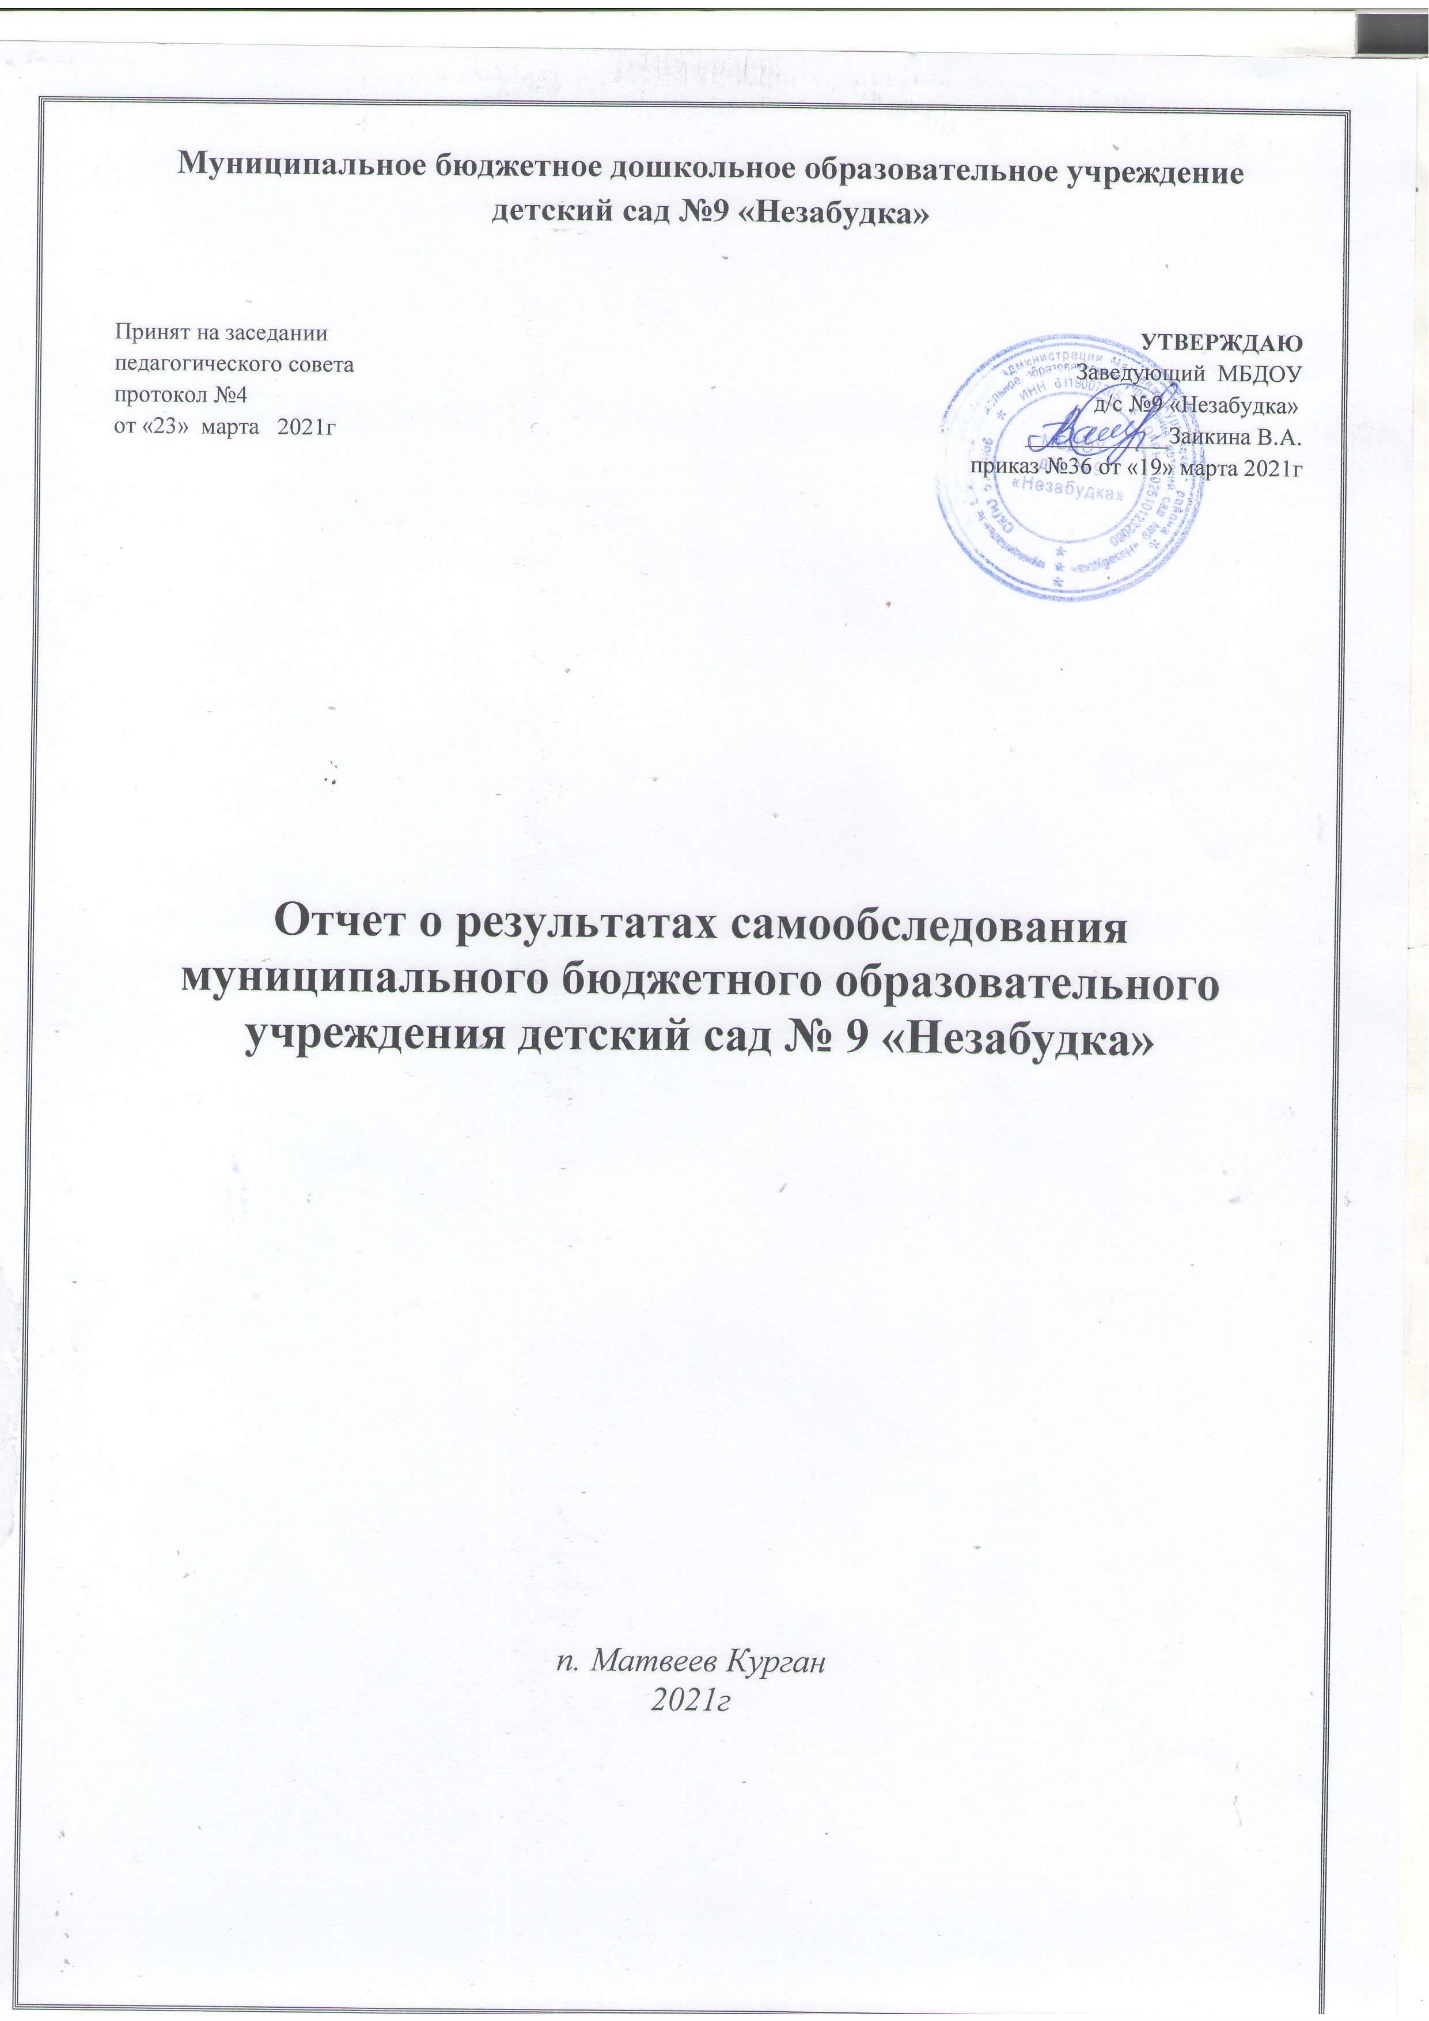 Муниципальное бюджетное дошкольное образовательное учреждение
детский сад №9 «Незабудка»
Принят на заседании
педагогического совета
протокол №4
от «23» марта 2021г
УТВЕРЖДАЮ
Заведующий МБДОУ
д/с №9 «Незабудка»
Заикина В.А.
приказ №36 от «19» марта 2021г
«Незабудка»
Отчет о результатах самообследования
муниципального бюджетного образовательного
учреждения детский сад № 9 «Незабудка»
п. Матвеев Курган
2021г